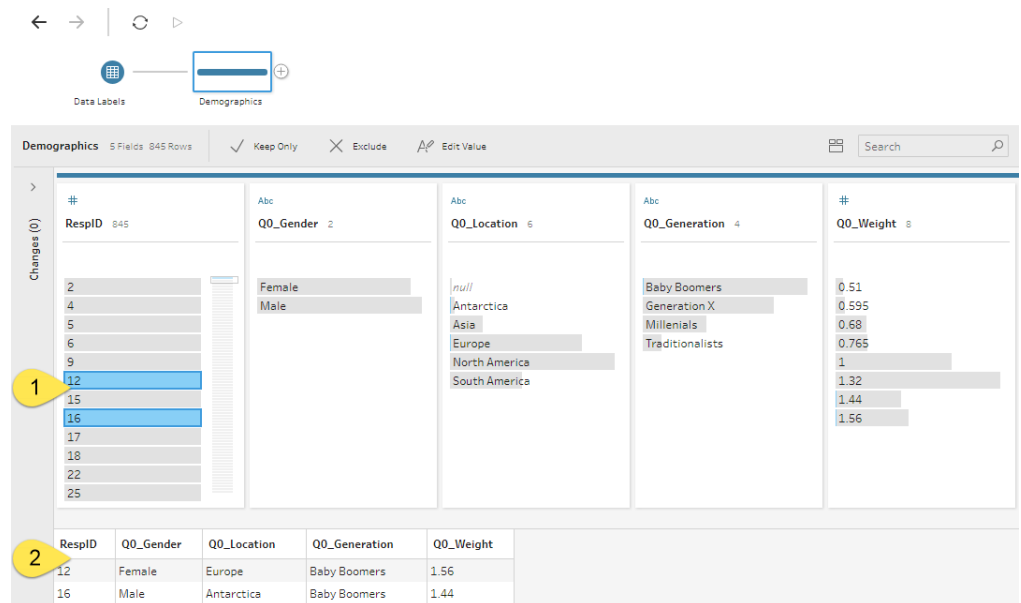 Data Labels Demographics
Demographics 5 Fields 845 Rows Keep Only Exclude Edit Value Search
Changes (0)
# Abc Abc Abc #
RespID 845 Q0_Gender 2 Q0_Location 6 Q0_Generation 4 Q0_Weight 8
2 Female null Baby Boomers 0.51
4 Male Antarctica Generation X 0.595
5 Asia Millenials 0.68
6 Europe Traditionalists 0.765
9 North America 1
12 South America 1.32
15 1.44
16 1.56
17
18
22
25
1
RespID Q0_Gender Q0_Location Q0_Generation Q0_Weight
2
12 Female Europe Baby Boomers 1.56
16 Male Antarctica Baby Boomers 1.44